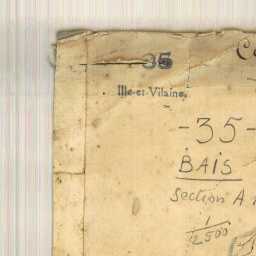 35
Ille-et-Vilaine
-35-
BAIS
Section A
1/2500